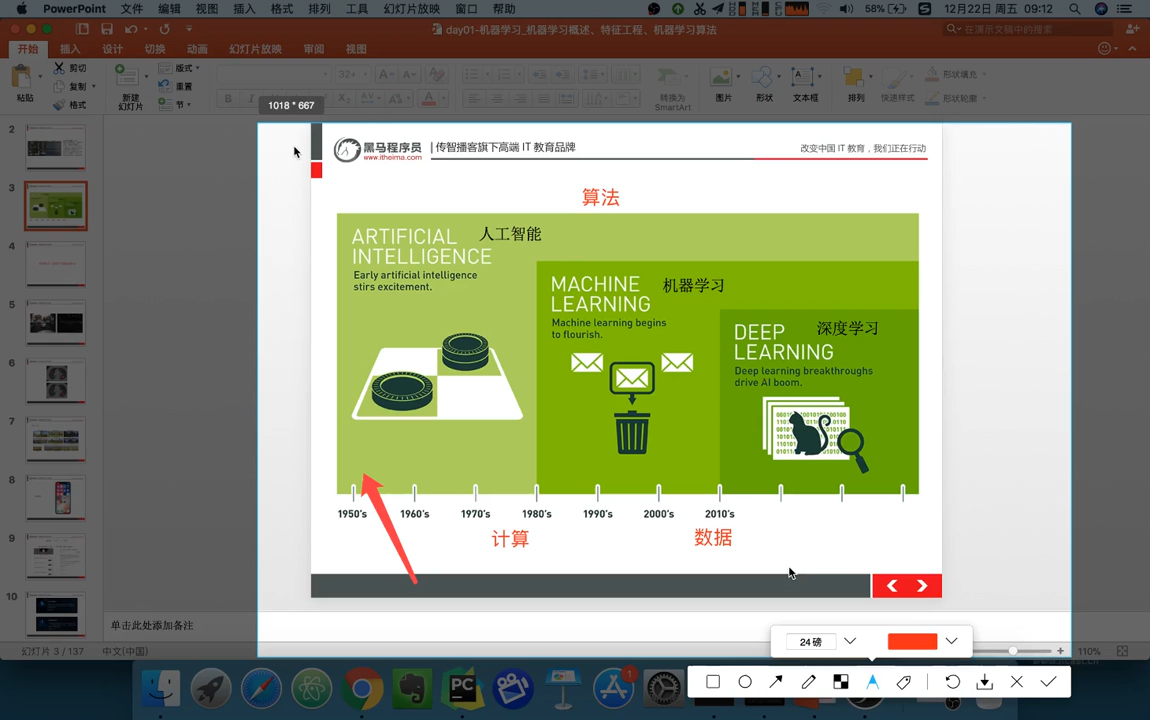 PowerPoint 文件 编辑 视图 插入 格式 排列 工具 幻灯片放映 窗口 帮助 58% 12月22日 周五 09:12
day01-机器学习_机器学习概述、特征工程、机器学习算法
在演示文稿中的搜索
开始 插入 设计 切换 动画 幻灯片放映 审阅 视图
粘贴 剪切 复制 格式 新建幻灯片 版式 重置 节 转换为 SmartArt 图片 形状 文本框 排列 快速样式 形状填充 形状轮廓
1018 * 667
黑马程序员
www.itheima.com
传智播客旗下高端 IT 教育品牌
改变中国 IT 教育，我们正在行动
算法
ARTIFICIAL
INTELLIGENCE
人工智能
Early artificial intelligence
stirs excitement.
MACHINE
LEARNING
机器学习
Machine learning begins
to flourish.
DEEP
LEARNING
深度学习
Deep learning breakthroughs
drive AI boom.
1950's 1960's 1970's 1980's 1990's 2000's 2010's
计算
数据
2
3
4
5
6
7
8
9
10
单击此处添加备注
24 磅
幻灯片 3 / 137 中文(中国)
110%
PC
1